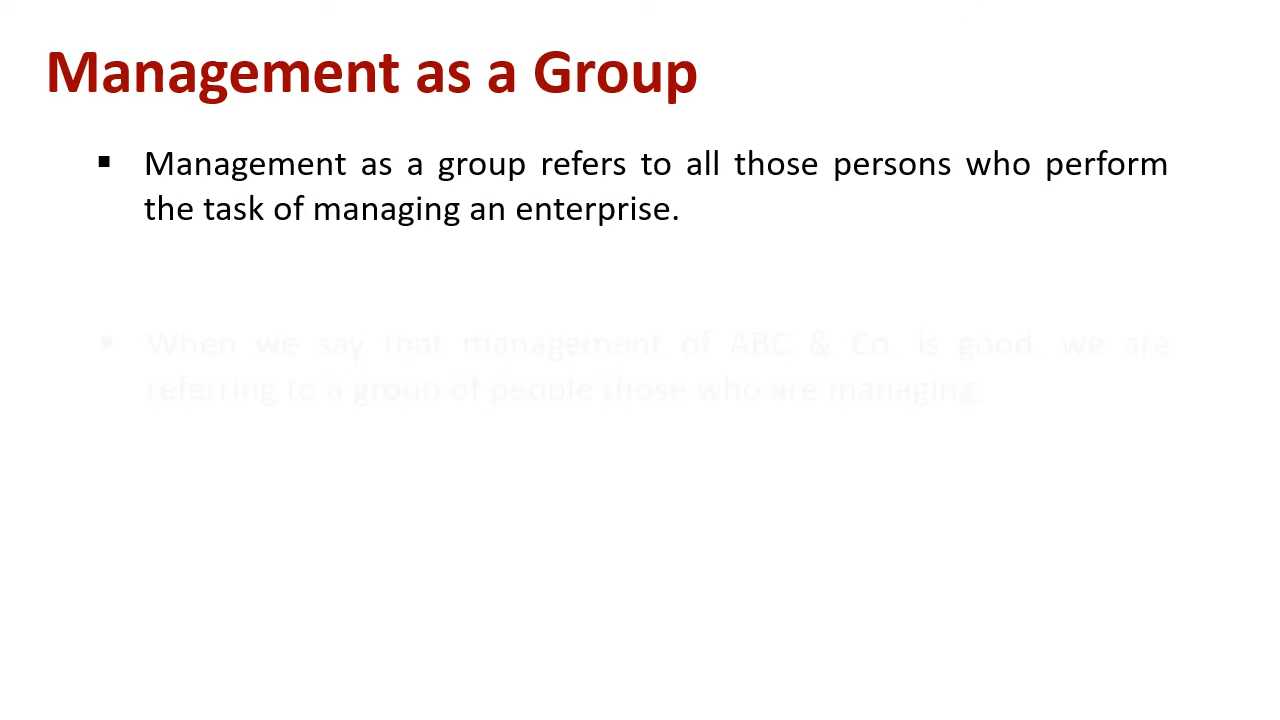 Management as a Group
▪ Management as a group refers to all those persons who perform
the task of managing an enterprise.
▪ When we say that management of ABC & Co. is good, we are
referring to a group of people those who are managing.